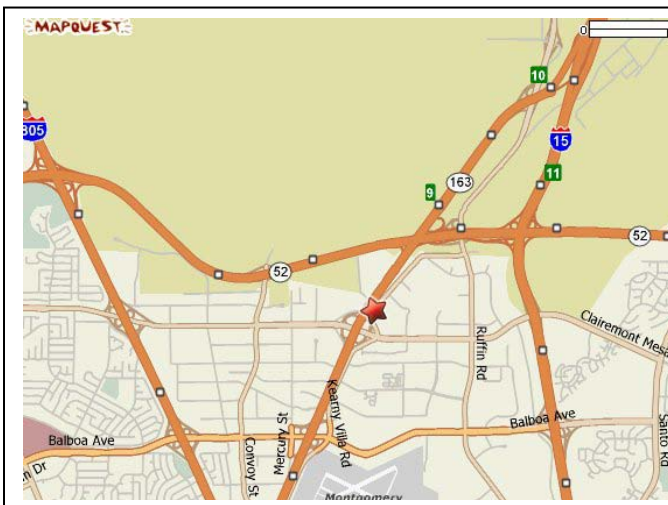 MAPQUEST
0
10
805
15
11
163
9
52
52
Clairemont Mesa
Ruffin Rd
Kearny Villa Rd
Mercury St
Balboa Ave
Balboa Ave
Convoy St
Santo Rd
Dr
Montgomery